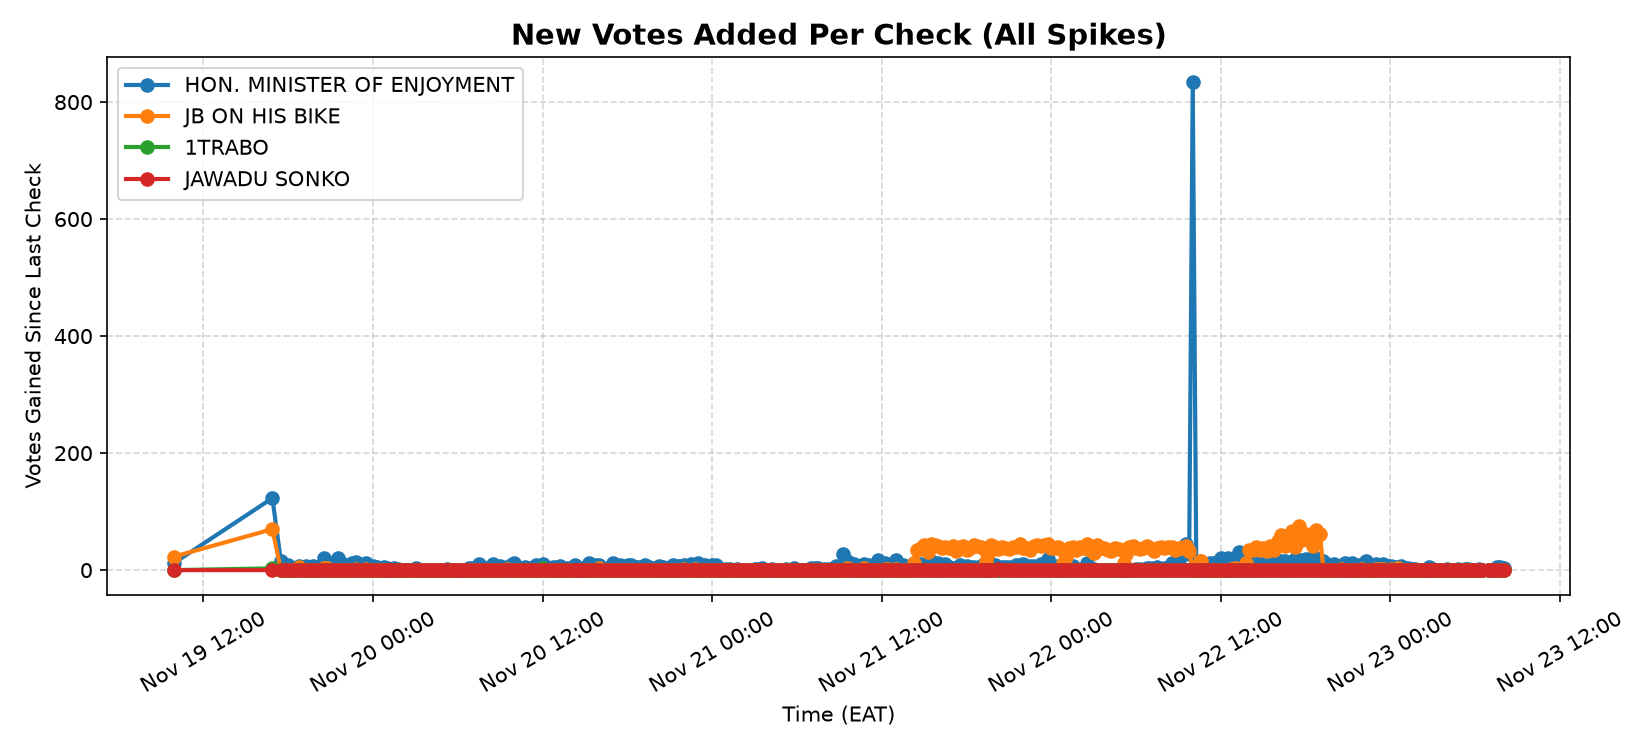 New Votes Added Per Check (All Spikes)
HON. MINISTER OF ENJOYMENT
JB ON HIS BIKE
1TRABO
JAWADU SONKO
Votes Gained Since Last Check
800
600
400
200
0
Nov 19 12:00
Nov 20 00:00
Nov 20 12:00
Nov 21 00:00
Nov 21 12:00
Nov 22 00:00
Nov 22 12:00
Nov 23 00:00
Nov 23 12:00
Time (EAT)